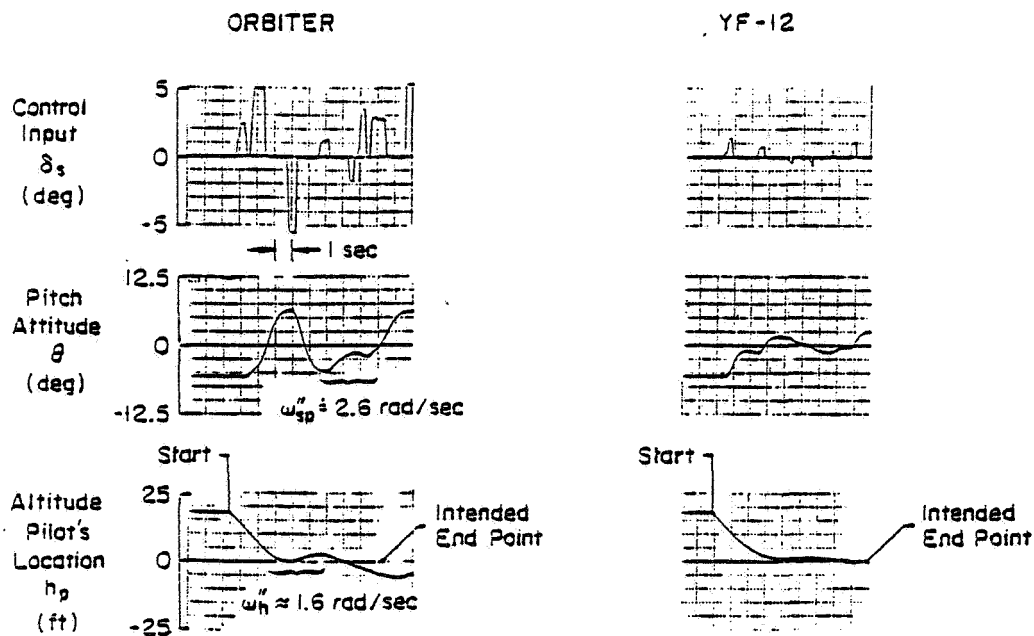 ORBITER
YF-12
Control
Input
δs
(deg)
5
0
-5
1 sec
Pitch
Attitude
θ
(deg)
12.5
0
-12.5
ω″sp ≐ 2.6 rad/sec
Start
Start
Altitude
Pilot's
Location
hp
(ft)
25
0
-25
Intended
End Point
Intended
End Point
ω″h ≈ 1.6 rad/sec